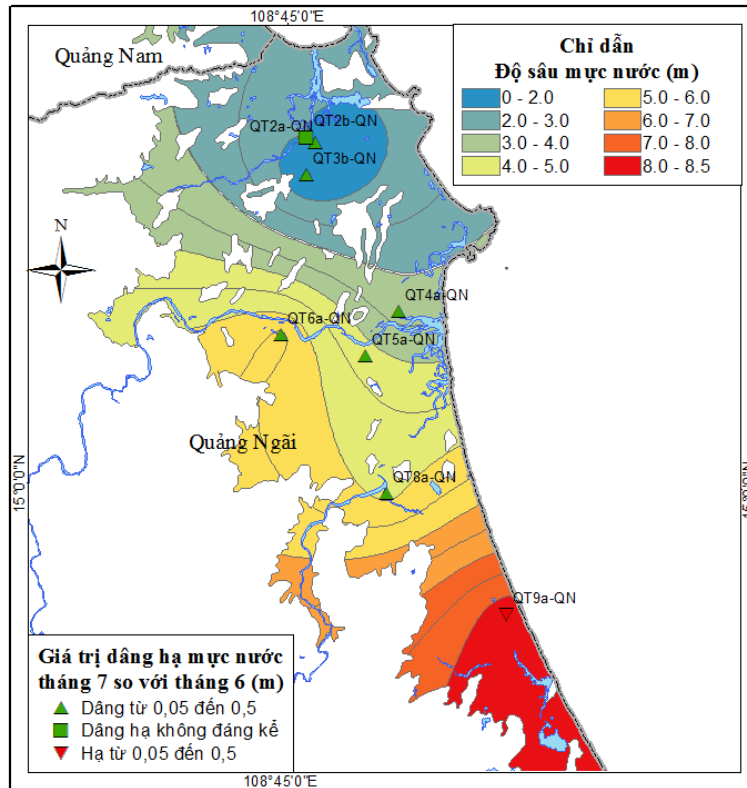 108°45'0"E
Quảng Nam
Chỉ dẫn
Độ sâu mực nước (m)
0 - 2.0
5.0 - 6.0
2.0 - 3.0
6.0 - 7.0
3.0 - 4.0
7.0 - 8.0
4.0 - 5.0
8.0 - 8.5
QT2a-QN
QT2b-QN
QT3b-QN
N
QT4a-QN
QT6a-QN
QT5a-QN
Quảng Ngãi
QT8a-QN
15°0'0"N
15°0'0"N
QT9a-QN
Giá trị dâng hạ mực nước
tháng 7 so với tháng 6 (m)
Dâng từ 0,05 đến 0,5
Dâng hạ không đáng kể
Hạ từ 0,05 đến 0,5
108°45'0"E